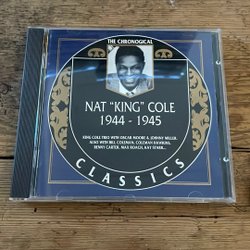 THE CHRONOLOGICAL
NAT "KING" COLE
1944 - 1945
KING COLE TRIO WITH OSCAR MOORE & JOHNNY MILLER.
ALSO WITH BILL COLEMAN, COLEMAN HAWKINS,
BENNY CARTER, MAX ROACH, KAY STARR...
CLASSICS